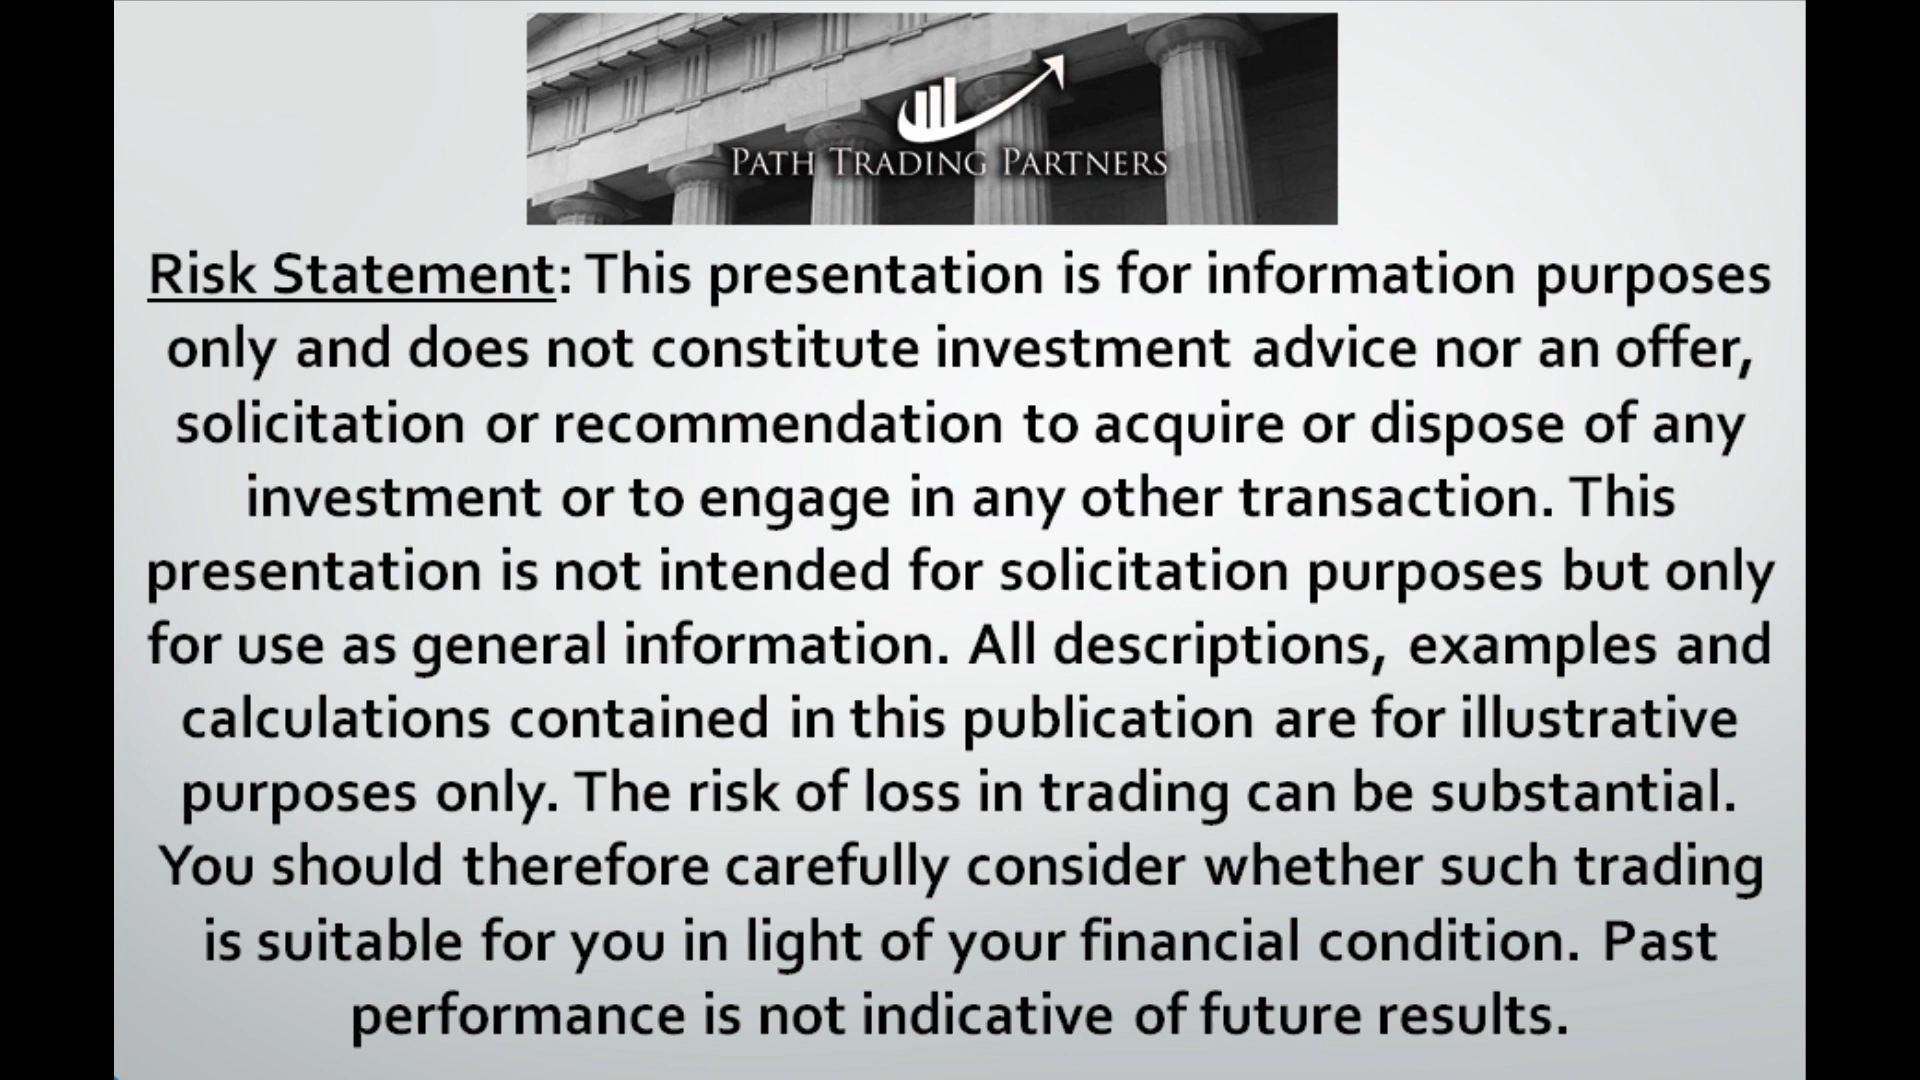 PATH TRADING PARTNERS
Risk Statement: This presentation is for information purposes
only and does not constitute investment advice nor an offer,
solicitation or recommendation to acquire or dispose of any
investment or to engage in any other transaction. This
presentation is not intended for solicitation purposes but only
for use as general information. All descriptions, examples and
calculations contained in this publication are for illustrative
purposes only. The risk of loss in trading can be substantial.
You should therefore carefully consider whether such trading
is suitable for you in light of your financial condition. Past
performance is not indicative of future results.